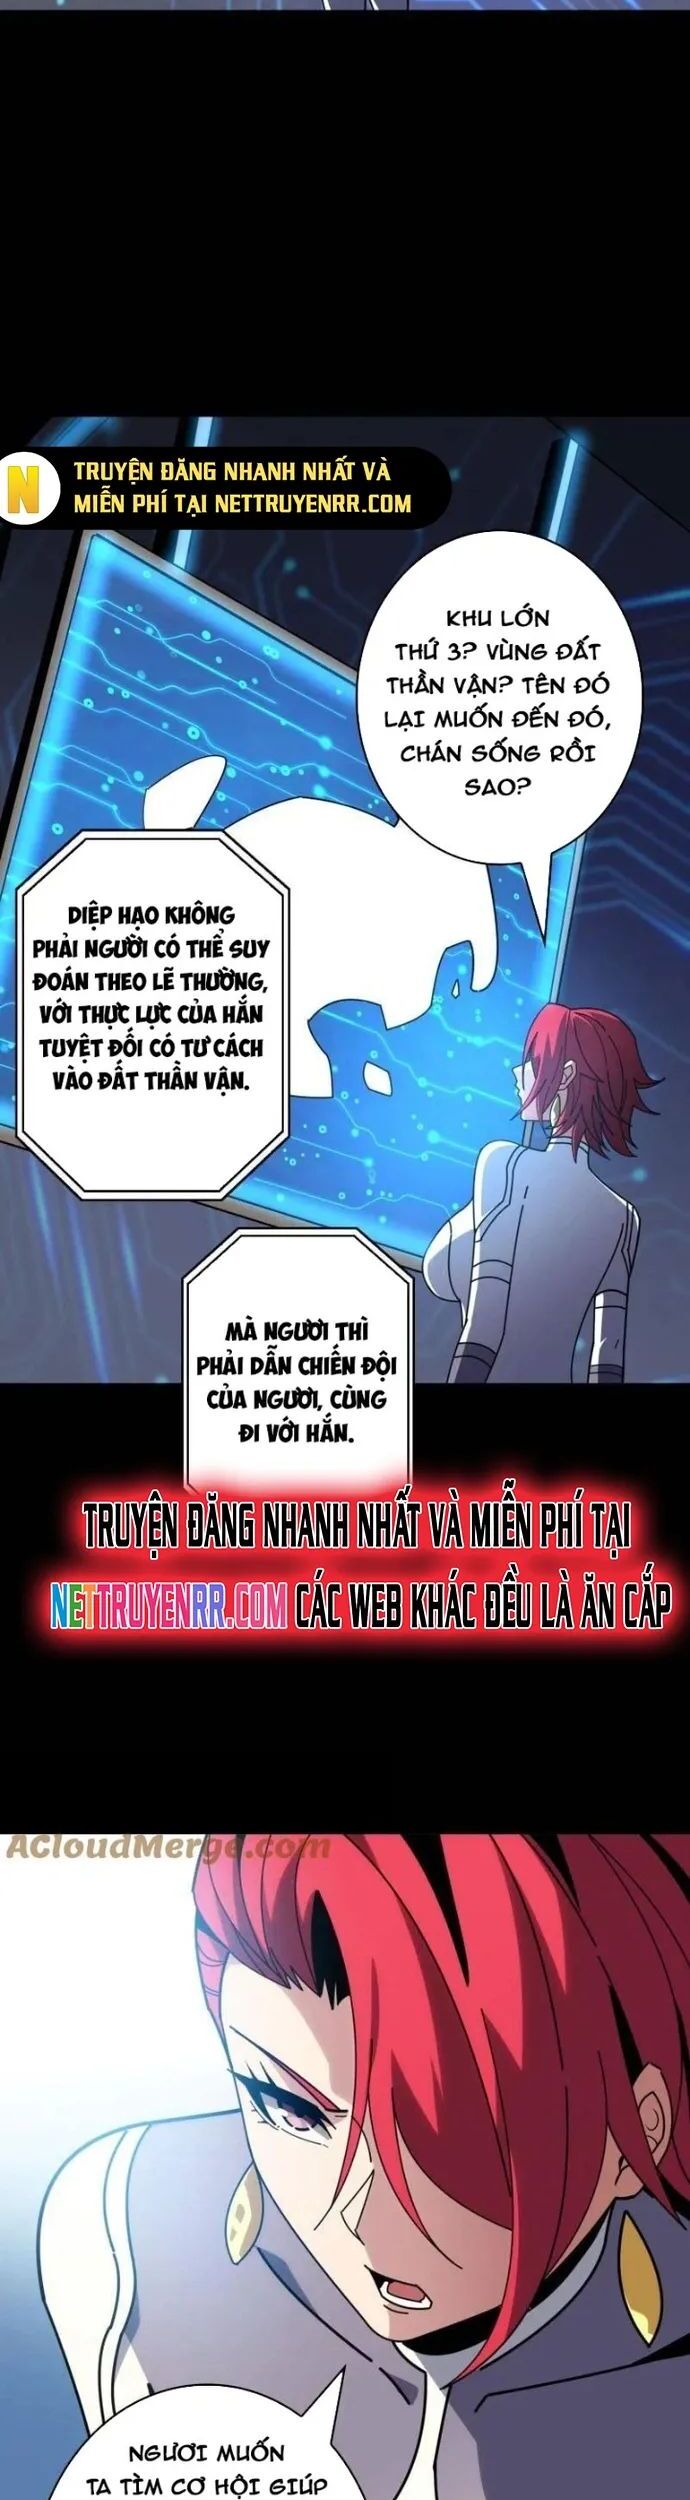 TRUYỆN ĐĂNG NHANH NHẤT VÀ
MIỄN PHÍ TẠI NETTRUYENRR.COM
N
KHU LỚN
THỨ 3? VÙNG ĐẤT
THẦN VẬN? TÊN ĐÓ
LẠI MUỐN ĐẾN ĐÓ,
CHÁN SỐNG RỒI
SAO?
DIỆP HẠO KHÔNG
PHẢI NGƯỜI CÓ THỂ SUY
ĐOÁN THEO LẼ THƯỜNG,
VỚI THỰC LỰC CỦA HẮN
TUYỆT ĐỐI CÓ TƯ CÁCH
VÀO ĐẤT THẦN VẬN.
MÀ NGƯƠI THÌ
PHẢI DẪN CHIẾN ĐỘI
CỦA NGƯƠI, CÙNG
ĐI VỚI HẮN.
TRUYỆN ĐĂNG NHANH NHẤT VÀ MIỄN PHÍ TẠI
NETTRUYENRR.COM CÁC WEB KHÁC ĐỀU LÀ ĂN CẮP
ACloudMerge.com
NGƯƠI MUỐN
TA TÌM CƠ HỘI GIÚP